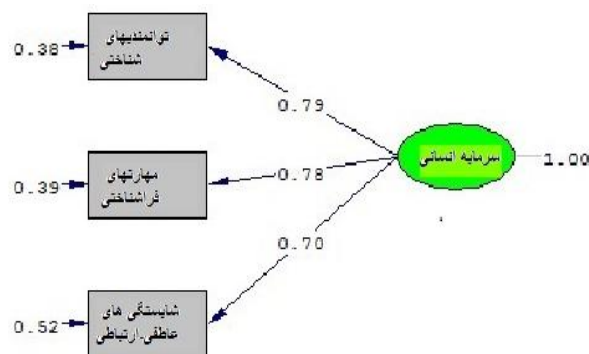 توانمندیهای
شناختی
0.38
0.79
سرمایه انسانی
1.00
مهارتهای
فراشناختی
0.39
0.78
0.70
شایستگی های
عاطفی-ارتباطی
0.52